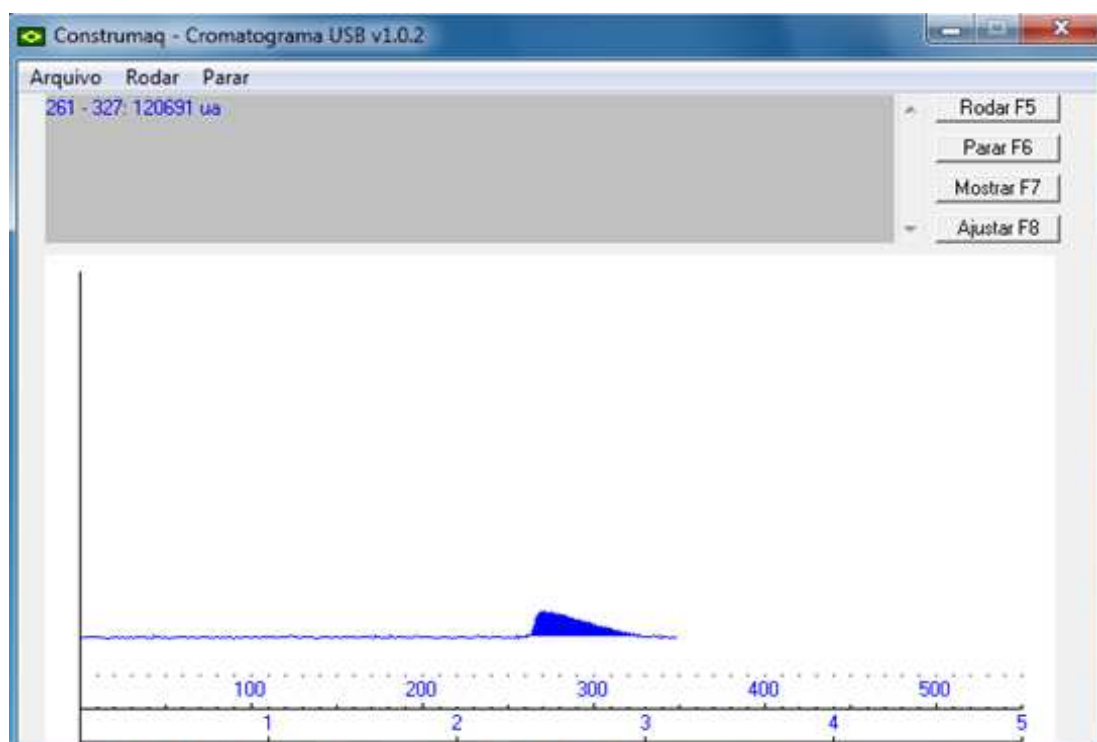 Construmaq - Cromatograma USB v1.0.2
Arquivo Rodar Parar
261 - 327: 120691 ua
Rodar F5
Parar F6
Mostrar F7
Ajustar F8
100 200 300 400 500
1 2 3 4 5